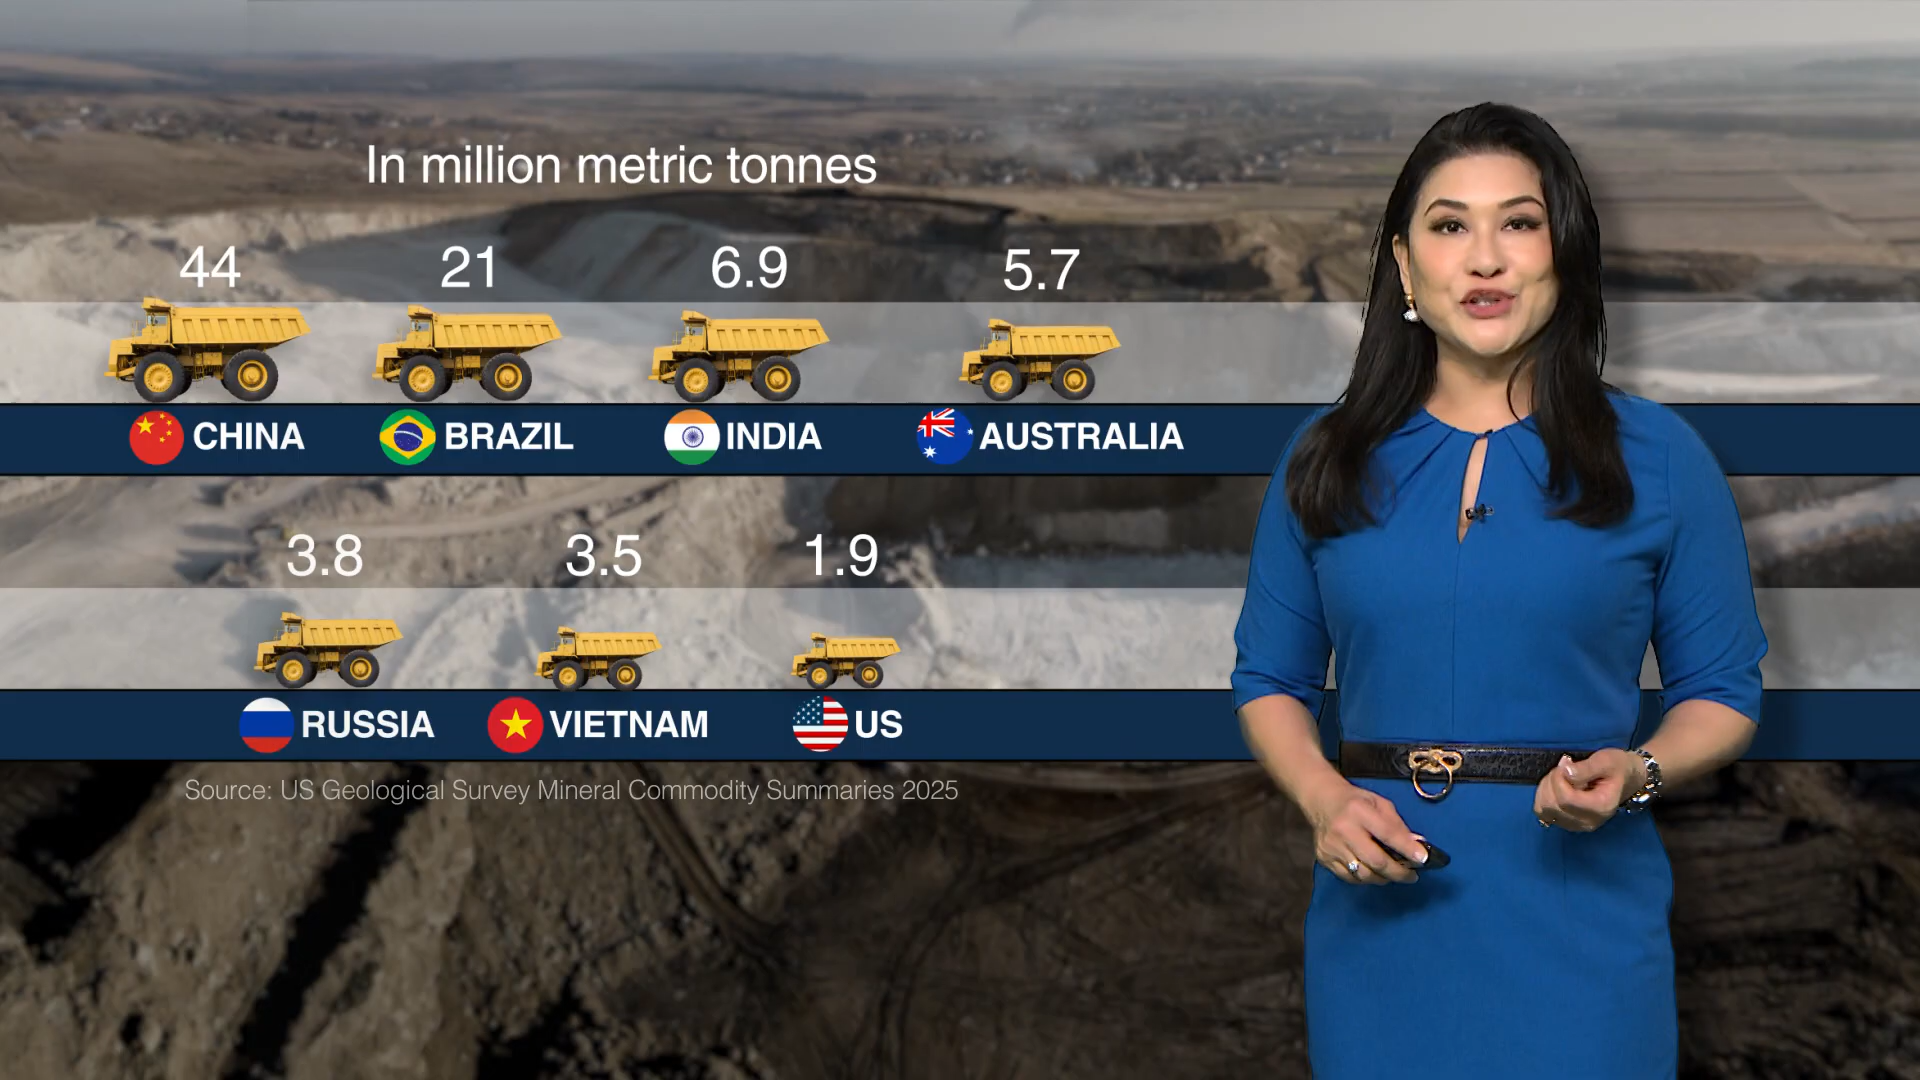 In million metric tonnes
44 21 6.9 5.7
CHINA BRAZIL INDIA AUSTRALIA
3.8 3.5 1.9
RUSSIA VIETNAM US
Source: US Geological Survey Mineral Commodity Summaries 2025